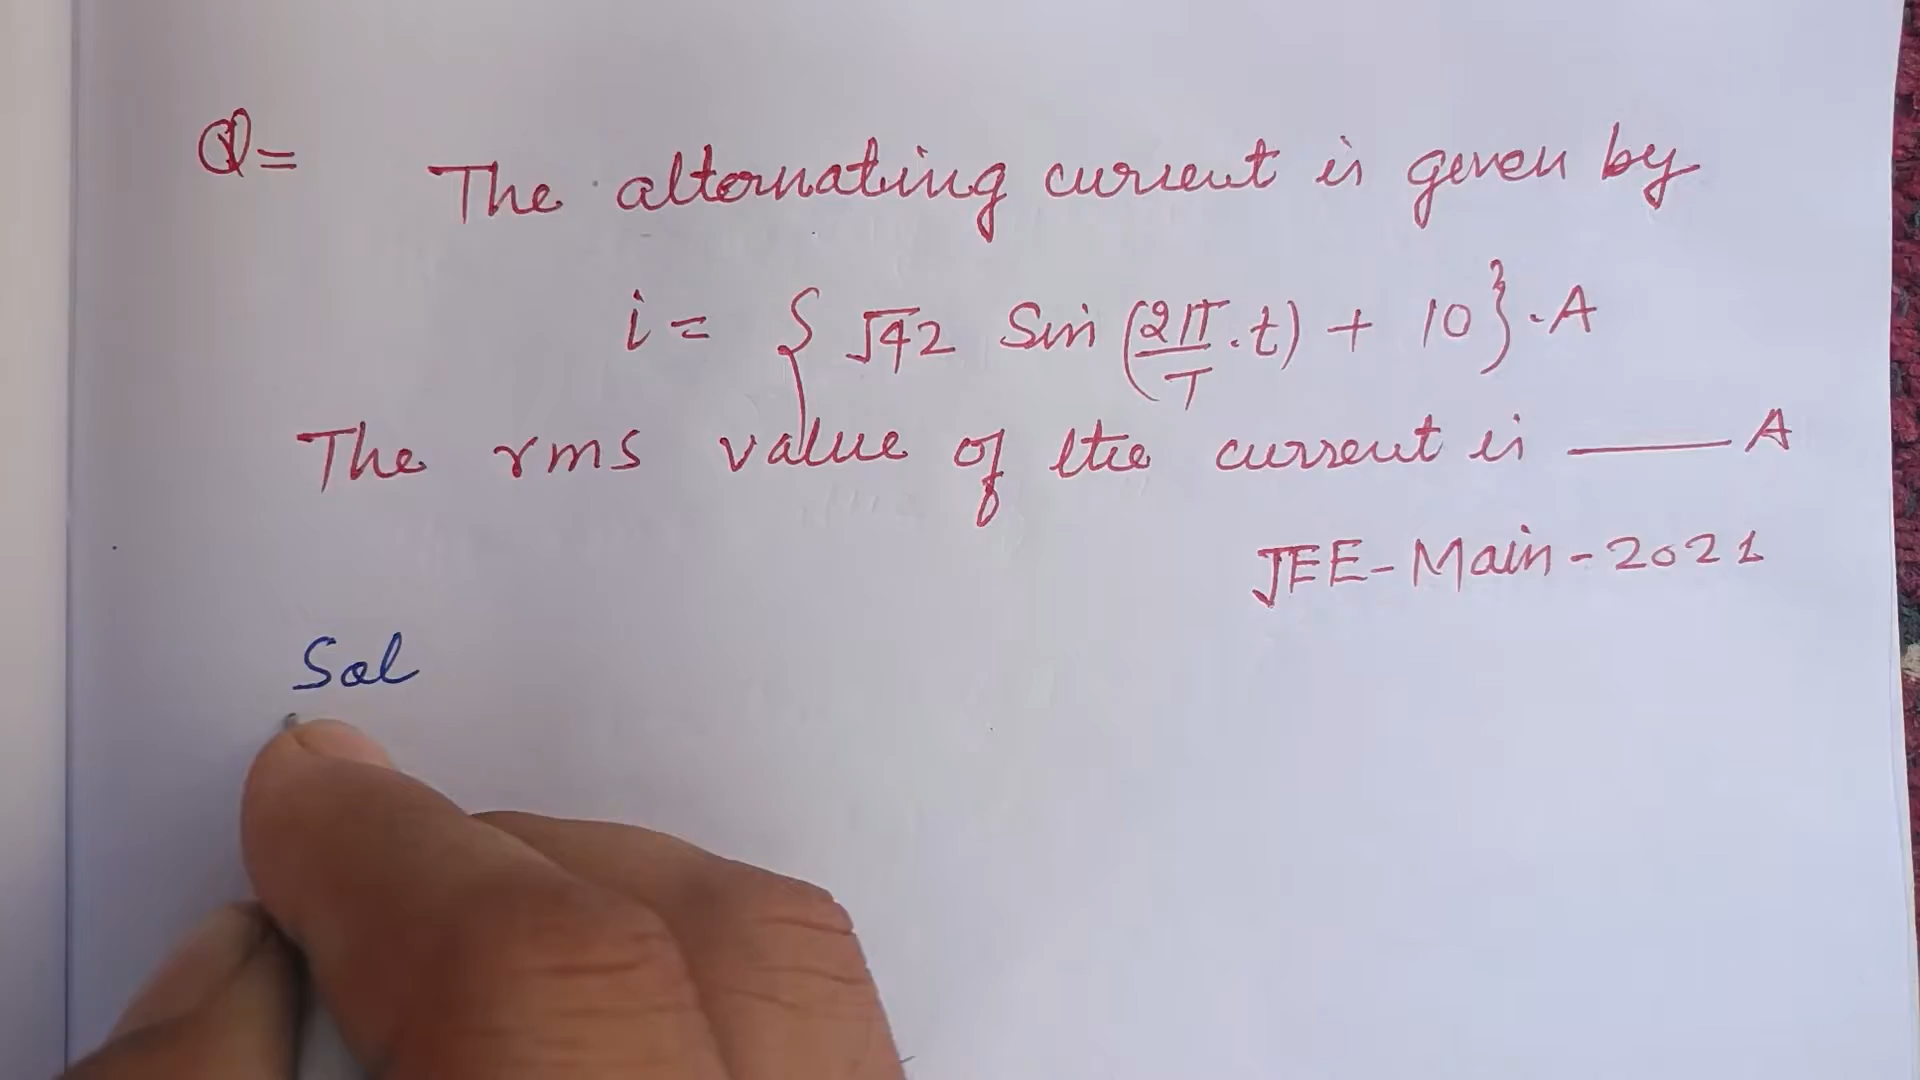 Q= The alternating current is given by
i = { √42 Sin (2π/T . t) + 10 } . A
The rms value of the current is ____ A
JEE - Main - 2021
Sol